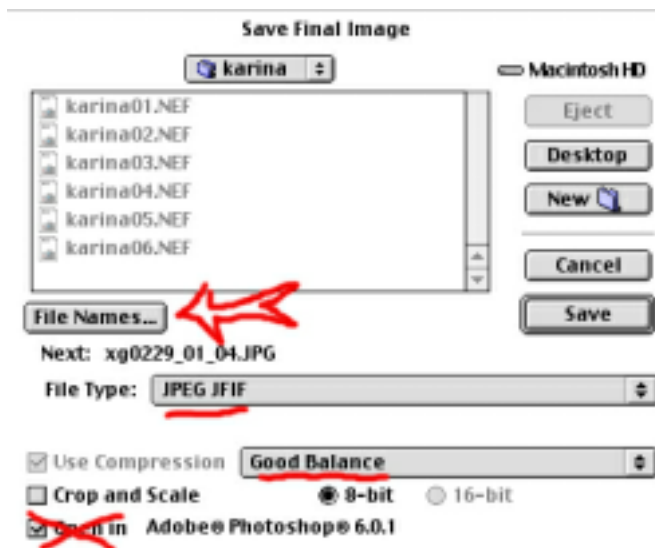 Save Final Image
karina
Macintosh HD
karina01.NEF
karina02.NEF
karina03.NEF
karina04.NEF
karina05.NEF
karina06.NEF
Eject
Desktop
New
Cancel
Save
File Names...
Next: xg0229_01_04.JPG
File Type: JPEG JFIF
Use Compression Good Balance
Crop and Scale 8-bit 16-bit
Open in Adobe® Photoshop® 6.0.1